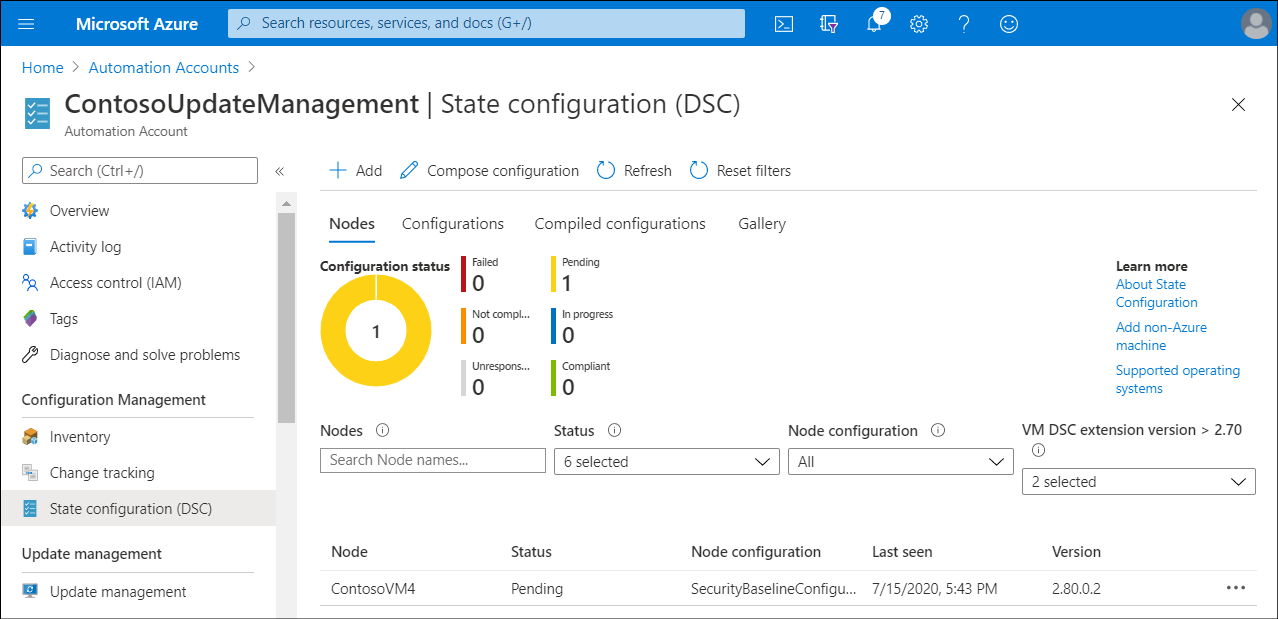 Microsoft Azure
Search resources, services, and docs (G+/)
7
Home > Automation Accounts >
ContosoUpdateManagement | State configuration (DSC)
Automation Account
Search (Ctrl+/)
«
Overview
Activity log
Access control (IAM)
Tags
Diagnose and solve problems
Configuration Management
Inventory
Change tracking
State configuration (DSC)
Update management
Update management
Add
Compose configuration
Refresh
Reset filters
Nodes
Configurations
Compiled configurations
Gallery
Configuration status
1
Failed
0
Pending
1
Not compl...
0
In progress
0
Unrespons...
0
Compliant
0
Learn more
About State
Configuration
Add non-Azure
machine
Supported operating
systems
Nodes
Search Node names...
Status
6 selected
Node configuration
All
VM DSC extension version > 2.70
2 selected
Node Status Node configuration Last seen Version
ContosoVM4 Pending SecurityBaselineConfigu... 7/15/2020, 5:43 PM 2.80.0.2